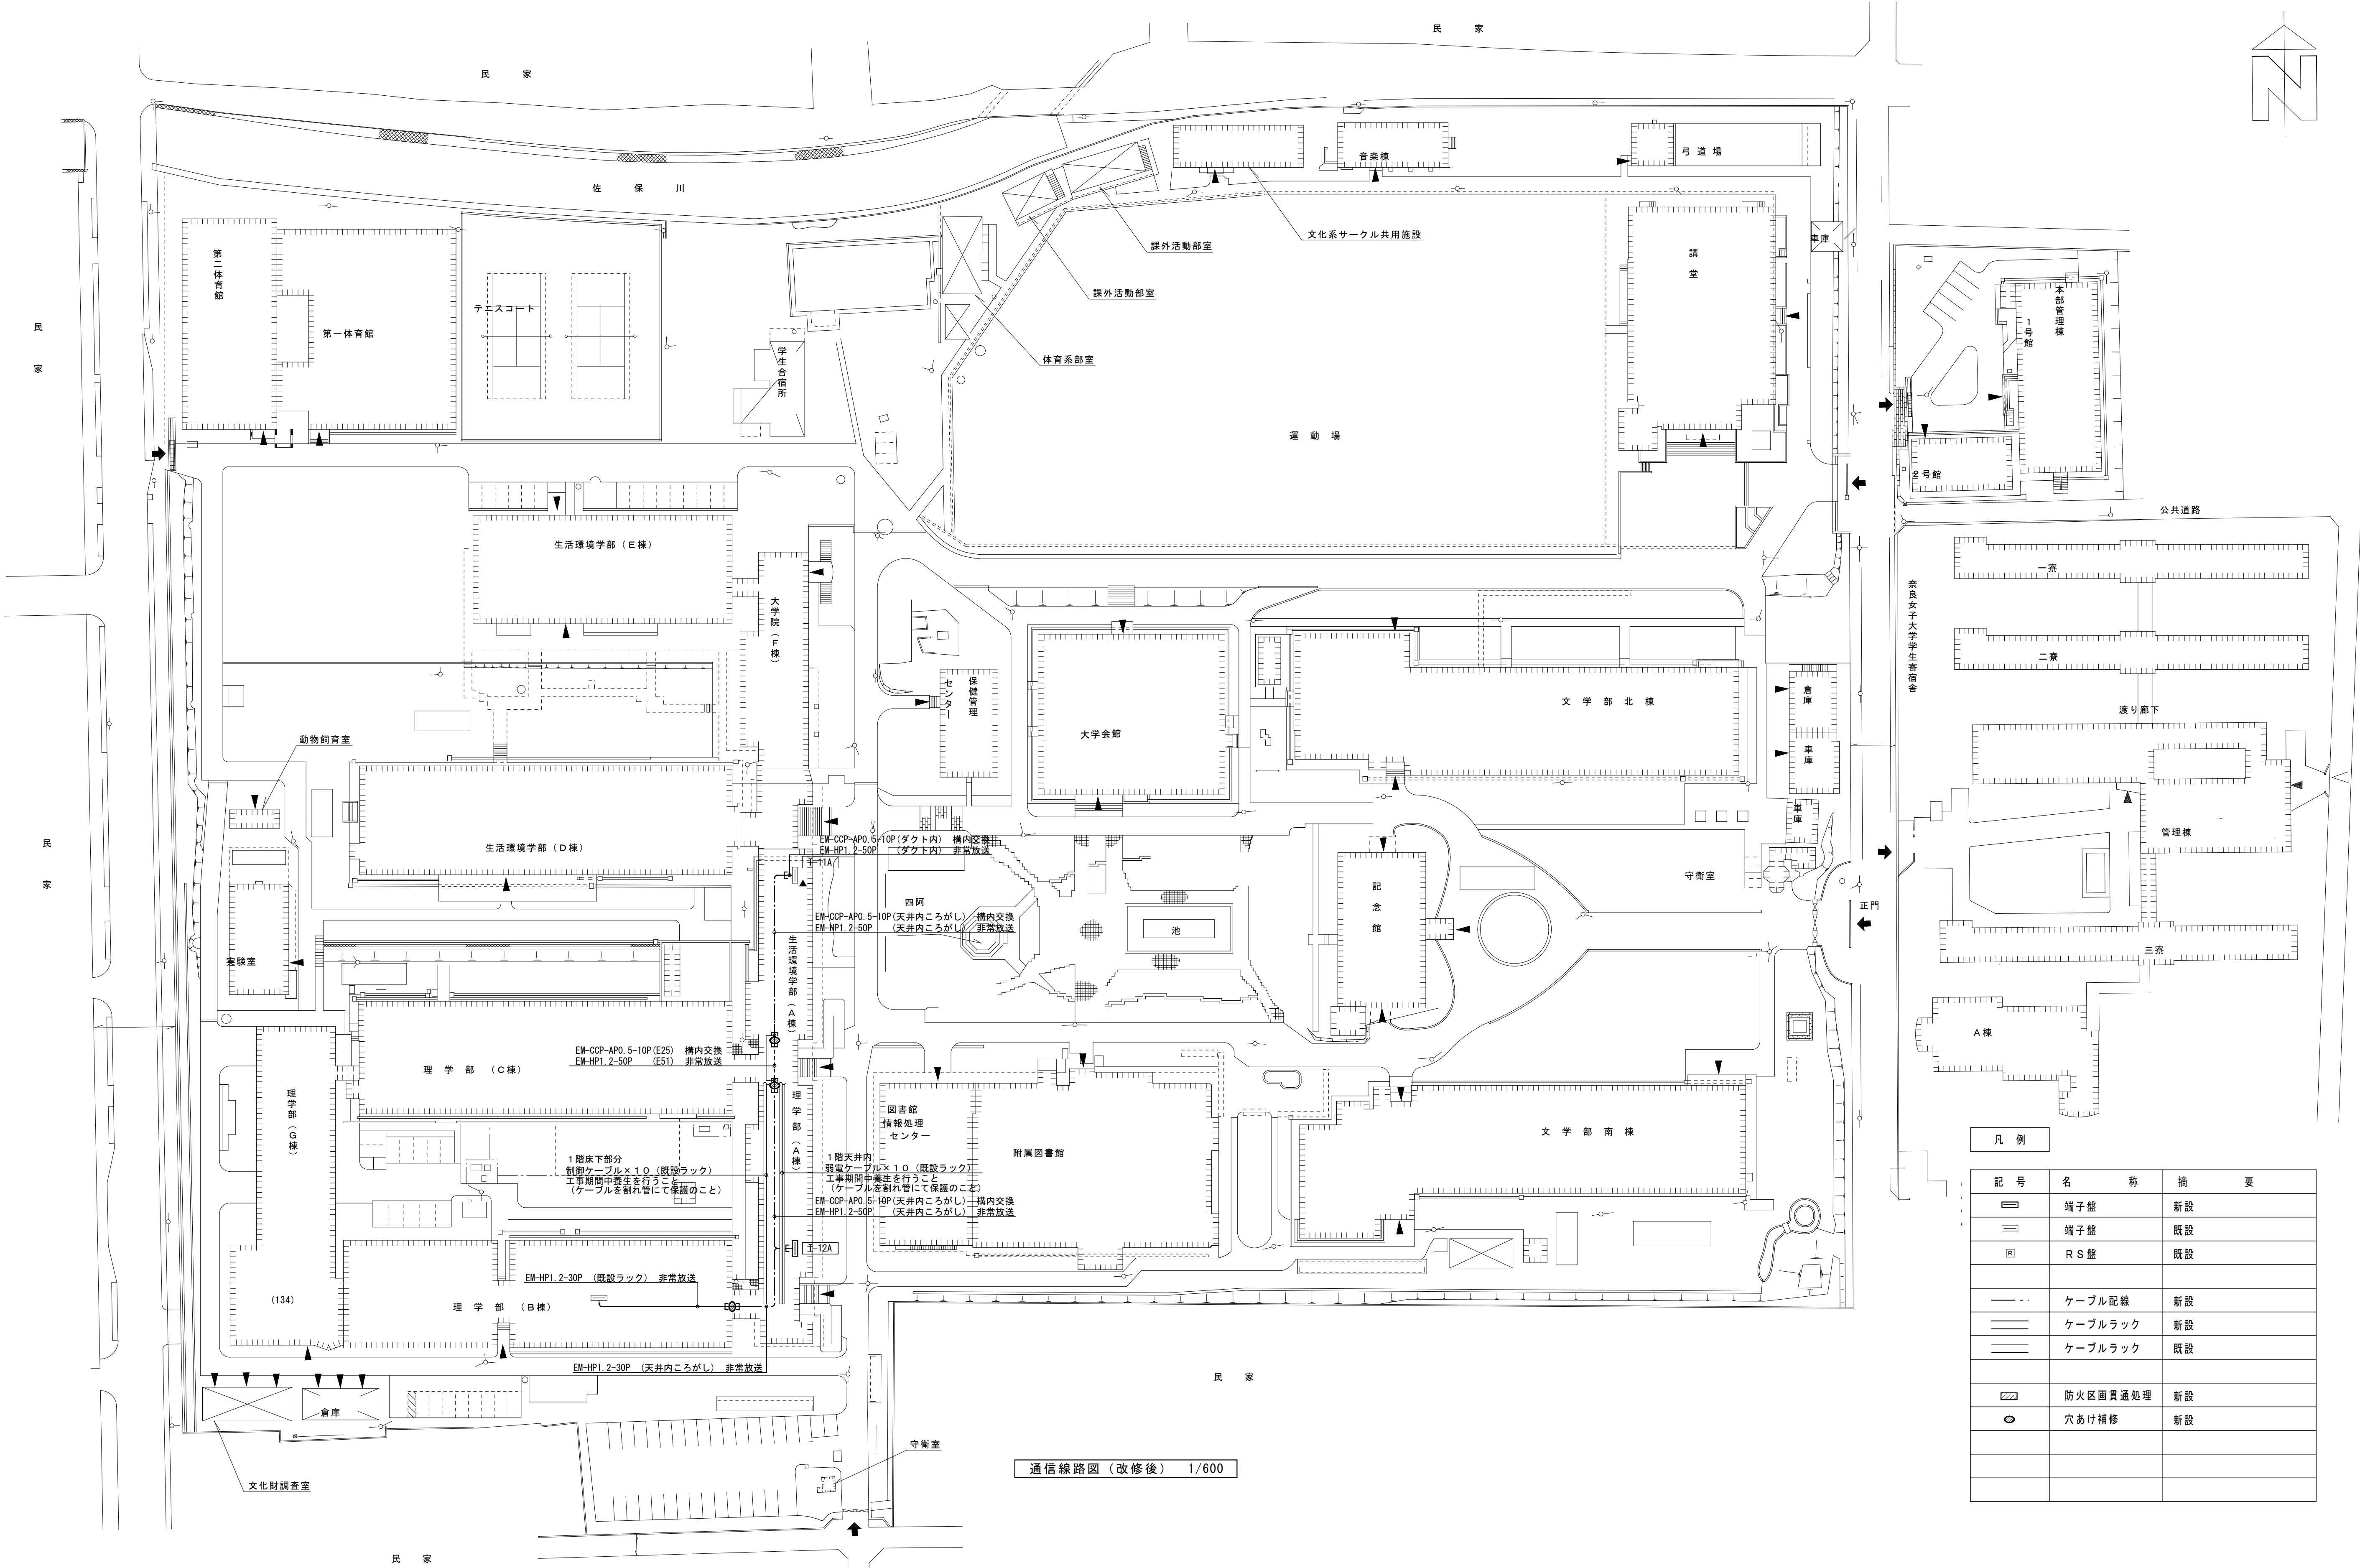 民　家
民　家
N
佐　保　川
音楽棟
弓道場
文化系サークル共用施設
課外活動部室
課外活動部室
体育系部室
講堂
車庫
第二体育館
第一体育館
テニスコート
学生合宿所
民　家
本部管理棟
1号館
2号館
運動場
公共道路
生活環境学部（E棟）
大学院（F棟）
保健管理
センター
大学会館
文学部北棟
倉庫
車庫
車庫
奈良女子大学学生寄宿舎
一寮
二寮
渡り廊下
管理棟
三寮
A棟
動物飼育室
生活環境学部（D棟）
民　家
実験室
EM-CCP-AP0.5-10P(ダクト内)　構内交換
EM-HP1.2-50P　（ダクト内）　非常放送
T-11A
四阿
EM-CCP-AP0.5-10P(天井内ころがし)　構内交換
EM-HP1.2-50P　（天井内ころがし）　非常放送
池
記念館
守衛室
正門
生活環境学部（A棟）
EM-CCP-AP0.5-10P(E25)　構内交換
EM-HP1.2-50P　(E51)　非常放送
理学部　（C棟）
理学部（G棟）
理学部（A棟）
図書館
情報処理
センター
附属図書館
文学部南棟
1階床下部分
制御ケーブル×10（既設ラック）
工事期間中養生を行うこと
（ケーブルを割れ管にて保護のこと）
1階天井内
弱電ケーブル×10（既設ラック）
工事期間中養生を行うこと
（ケーブルを割れ管にて保護のこと）
EM-CCP-AP0.5-10P(天井内ころがし)　構内交換
EM-HP1.2-50P　（天井内ころがし）　非常放送
T-12A
EM-HP1.2-30P　（既設ラック）　非常放送
(134)
理学部　（B棟）
EM-HP1.2-30P　（天井内ころがし）　非常放送
倉庫
文化財調査室
守衛室
民　家
民　家
通信線路図（改修後）　1/600
凡　例
記　号　名　称　摘　要
端子盤　新設
端子盤　既設
R　RS盤　既設
ケーブル配線　新設
ケーブルラック　新設
ケーブルラック　既設
防火区画貫通処理　新設
穴あけ補修　新設